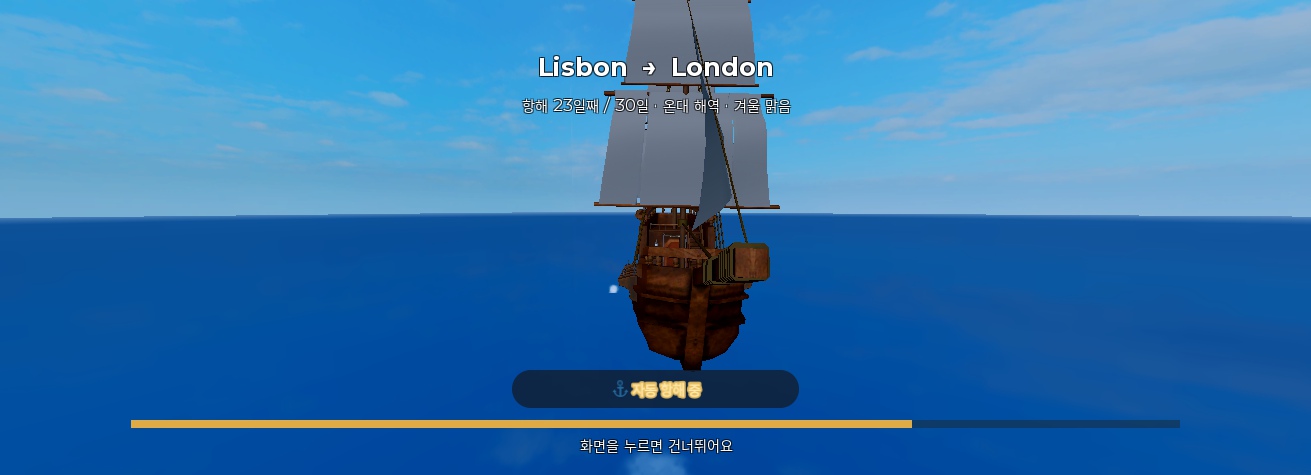 Lisbon → London
항해 23일째 / 30일 · 온대 해역 · 겨울 맑음
⚓ 자동 항해 중
화면을 누르면 건너뛰어요